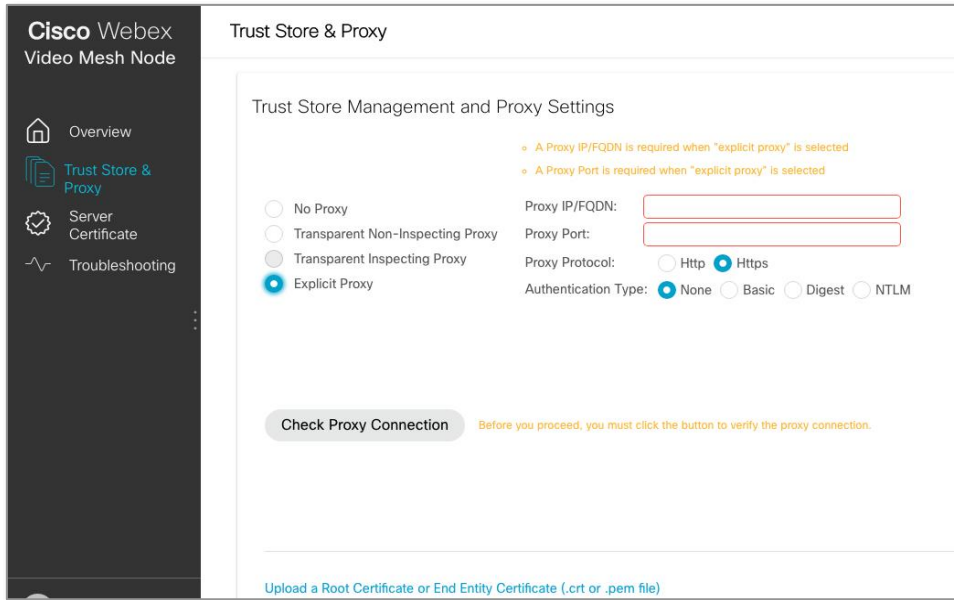 Cisco Webex
Video Mesh Node
Overview
Trust Store &
Proxy
Server
Certificate
Troubleshooting
Trust Store & Proxy
Trust Store Management and Proxy Settings
A Proxy IP/FQDN is required when "explicit proxy" is selected
A Proxy Port is required when "explicit proxy" is selected
No Proxy
Transparent Non-Inspecting Proxy
Transparent Inspecting Proxy
Explicit Proxy
Proxy IP/FQDN:
Proxy Port:
Proxy Protocol: Http Https
Authentication Type: None Basic Digest NTLM
Check Proxy Connection
Before you proceed, you must click the button to verify the proxy connection.
Upload a Root Certificate or End Entity Certificate (.crt or .pem file)